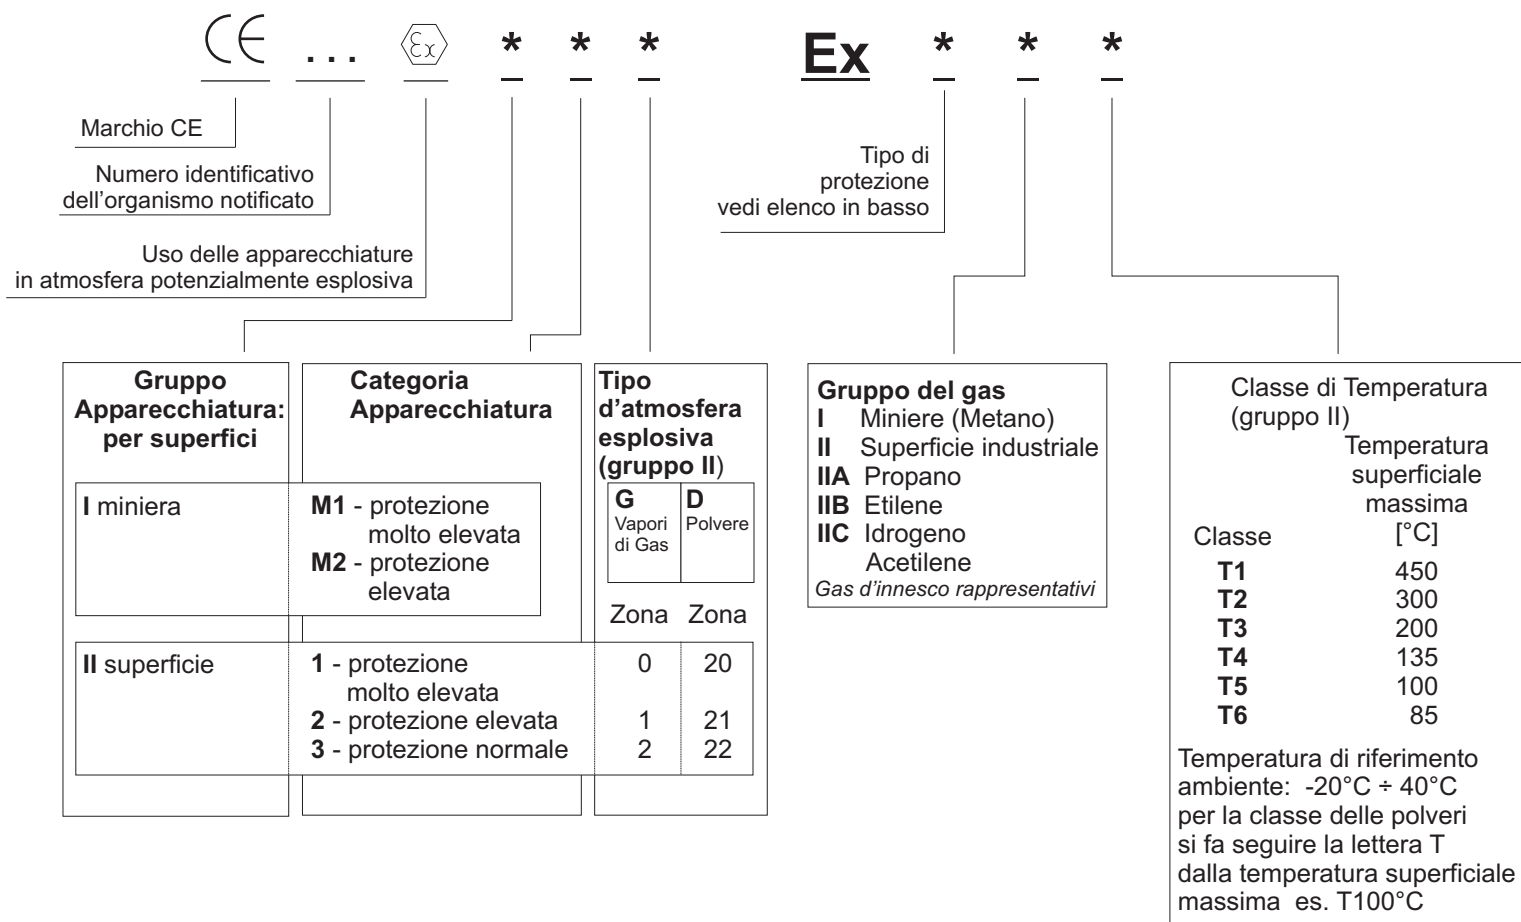 CE ... Ex * * * Ex * * *
Marchio CE
Numero identificativo
dell'organismo notificato
Uso delle apparecchiature
in atmosfera potenzialmente esplosiva
Tipo di
protezione
vedi elenco in basso
Gruppo
Apparecchiatura:
per superfici
Categoria
Apparecchiatura
Tipo
d'atmosfera
esplosiva
(gruppo II)
G
Vapori
di Gas
D
Polvere
Zona Zona
I miniera
M1 - protezione
molto elevata
M2 - protezione
elevata
II superficie
1 - protezione
molto elevata
0 20
2 - protezione elevata 1 21
3 - protezione normale 2 22
Gruppo del gas
I Miniere (Metano)
II Superficie industriale
IIA Propano
IIB Etilene
IIC Idrogeno
Acetilene
Gas d'innesco rappresentativi
Classe di Temperatura
(gruppo II)
Temperatura
superficiale
massima
Classe [°C]
T1 450
T2 300
T3 200
T4 135
T5 100
T6 85
Temperatura di riferimento
ambiente: -20°C ÷ 40°C
per la classe delle polveri
si fa seguire la lettera T
dalla temperatura superficiale
massima es. T100°C